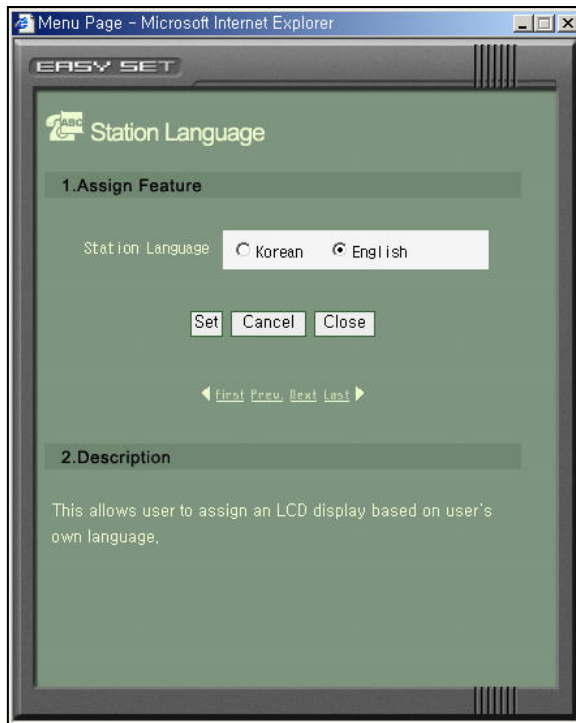 Menu Page - Microsoft Internet Explorer
EASY SET
ABC
Station Language
1.Assign Feature
Station Language Korean English
Set Cancel Close
First Prev. Next Last
2.Description
This allows user to assign an LCD display based on user's
own language.